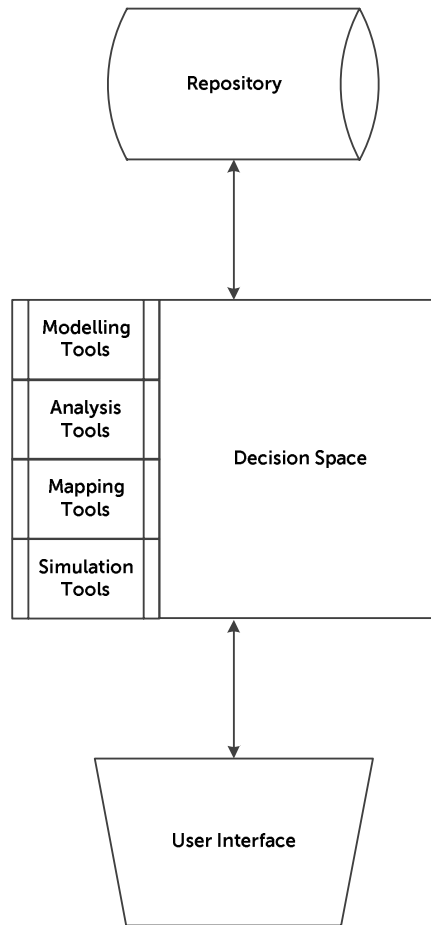 Repository
Modelling
Tools
Analysis
Tools
Decision Space
Mapping
Tools
Simulation
Tools
User Interface